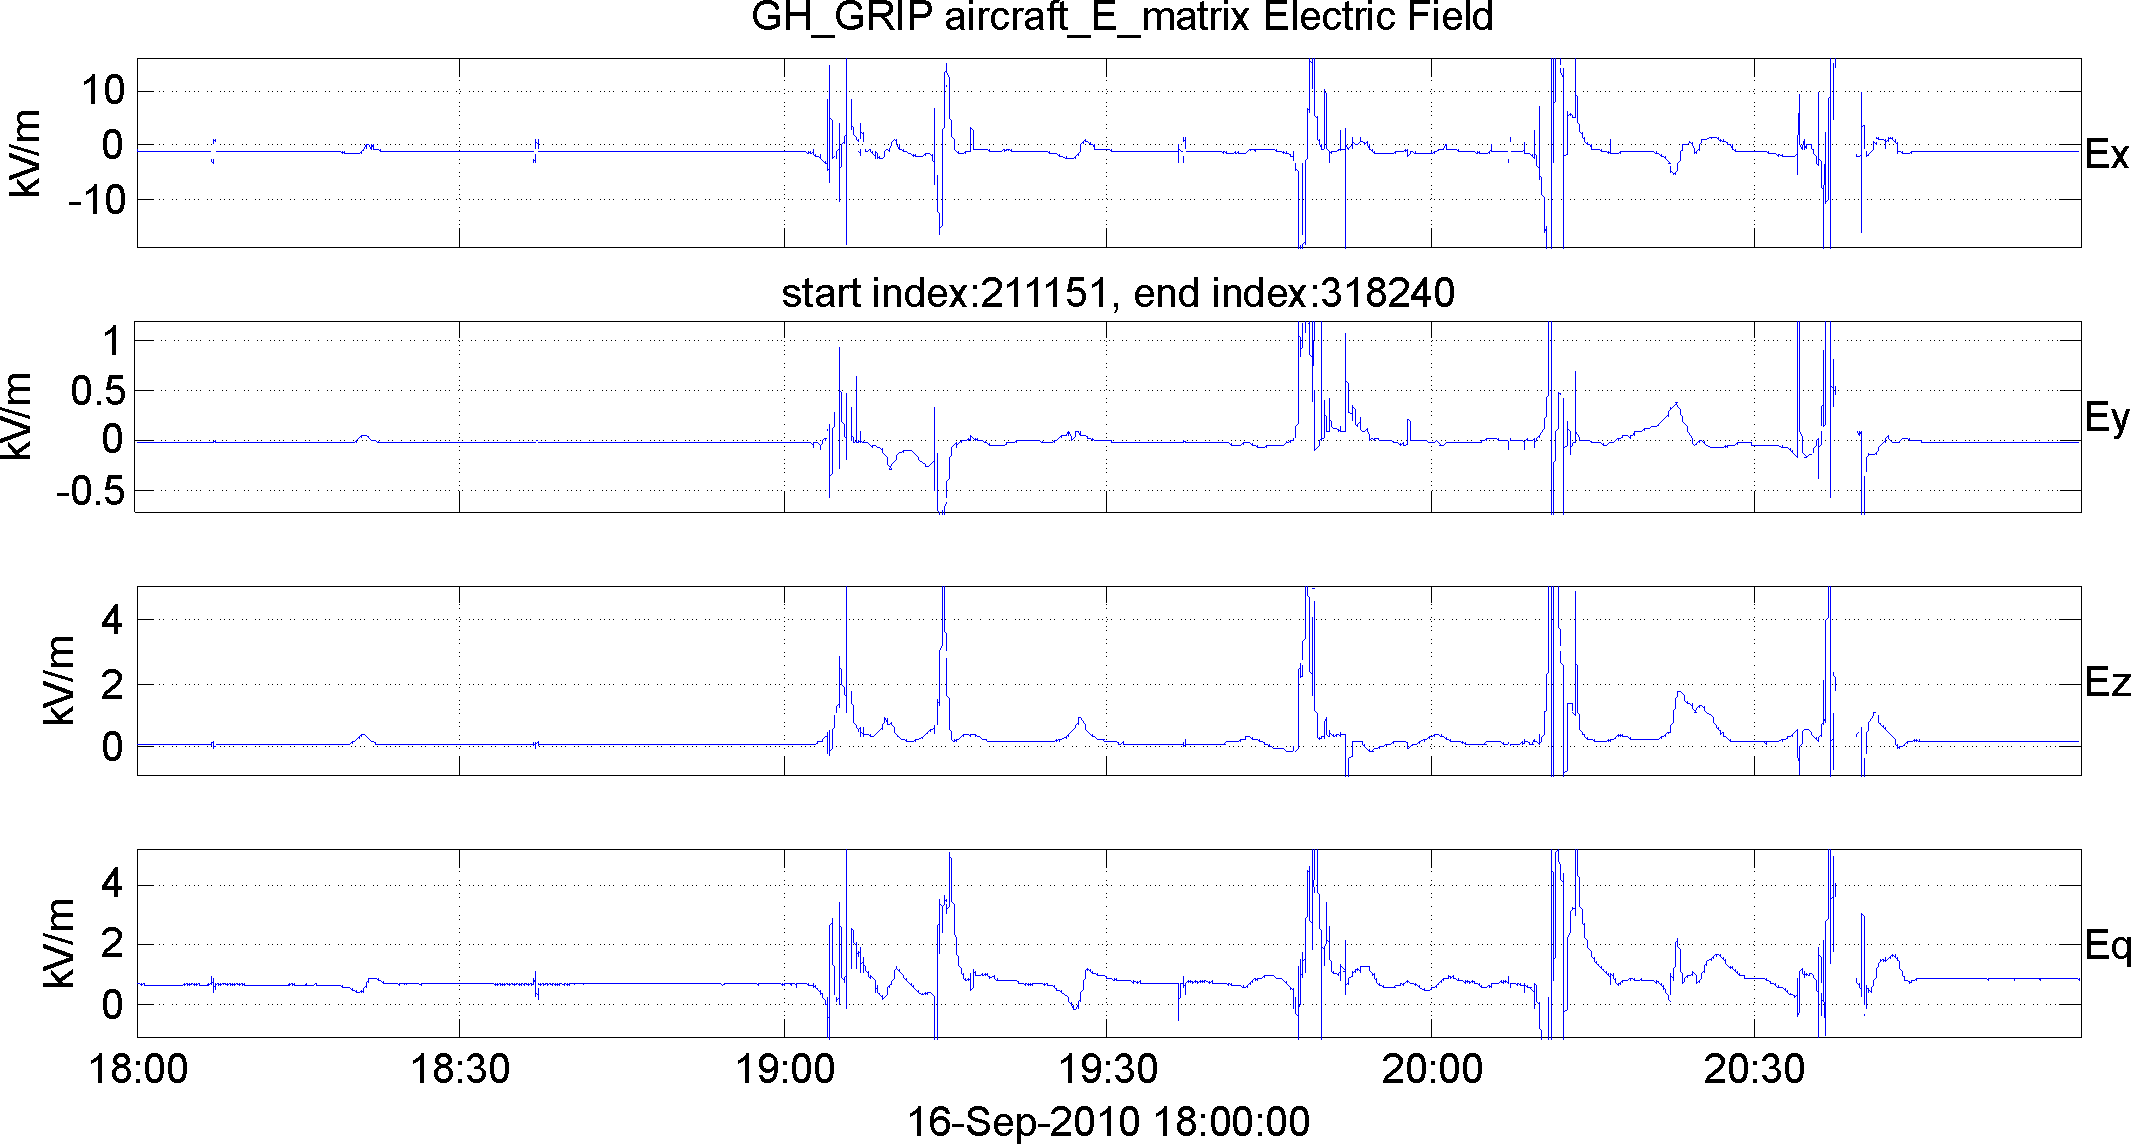 GH_GRIP aircraft_E_matrix Electric Field
10
0
-10
kV/m
Ex
start index:211151, end index:318240
1
0.5
0
-0.5
kV/m
Ey
4
2
0
kV/m
Ez
4
2
0
kV/m
Eq
18:00 18:30 19:00 19:30 20:00 20:30
16-Sep-2010 18:00:00